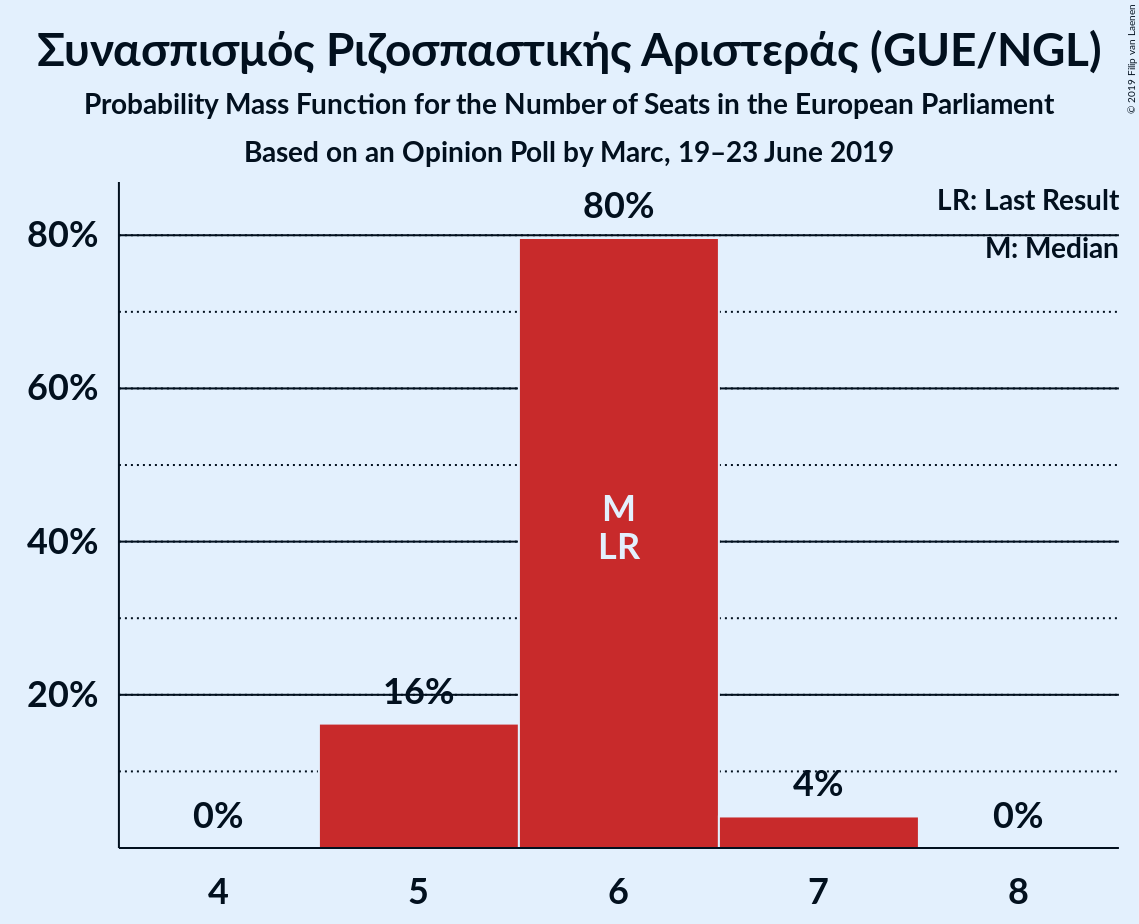 Συνασπισμός Ριζοσπαστικής Αριστεράς (GUE/NGL)
Probability Mass Function for the Number of Seats in the European Parliament
Based on an Opinion Poll by Marc, 19–23 June 2019
© 2019 Filip van Laenen
LR: Last Result
M: Median
80%
60%
40%
20%
0%
16%
80%
M
LR
4%
0%
4 5 6 7 8